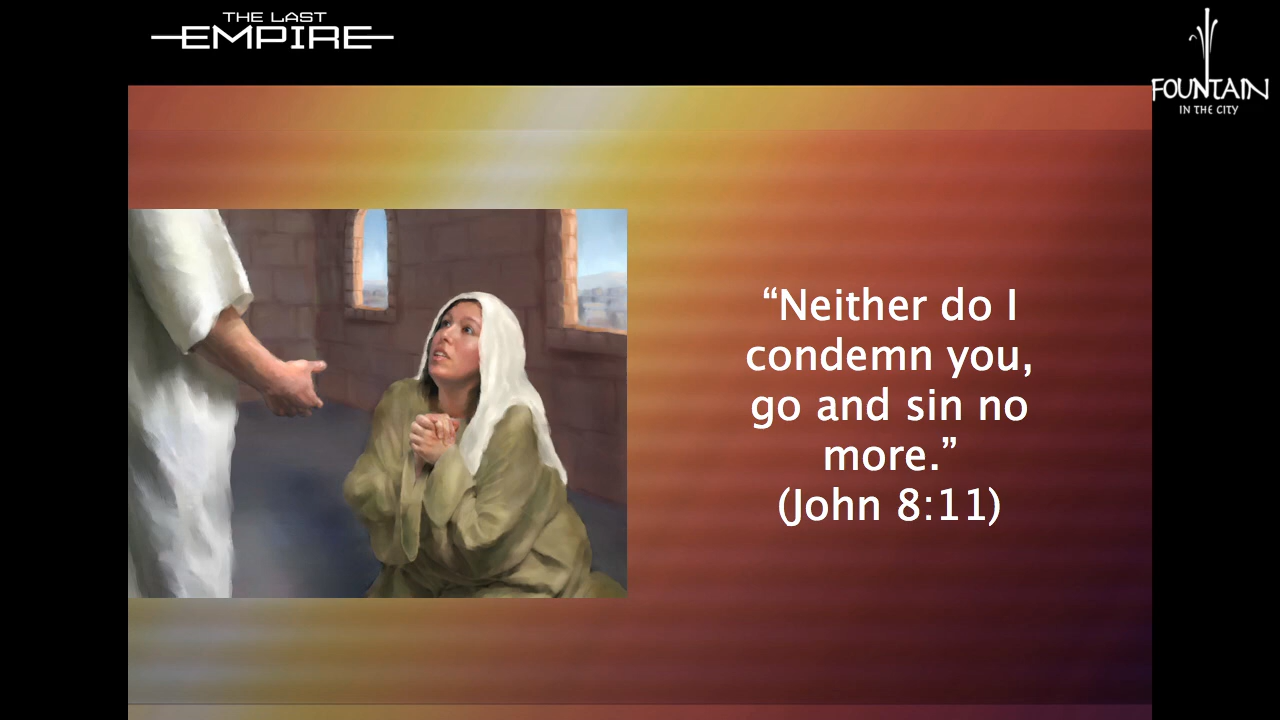 THE LAST
EMPIRE
FOUNTAIN
IN THE CITY
“Neither do I
condemn you,
go and sin no
more.”
(John 8:11)